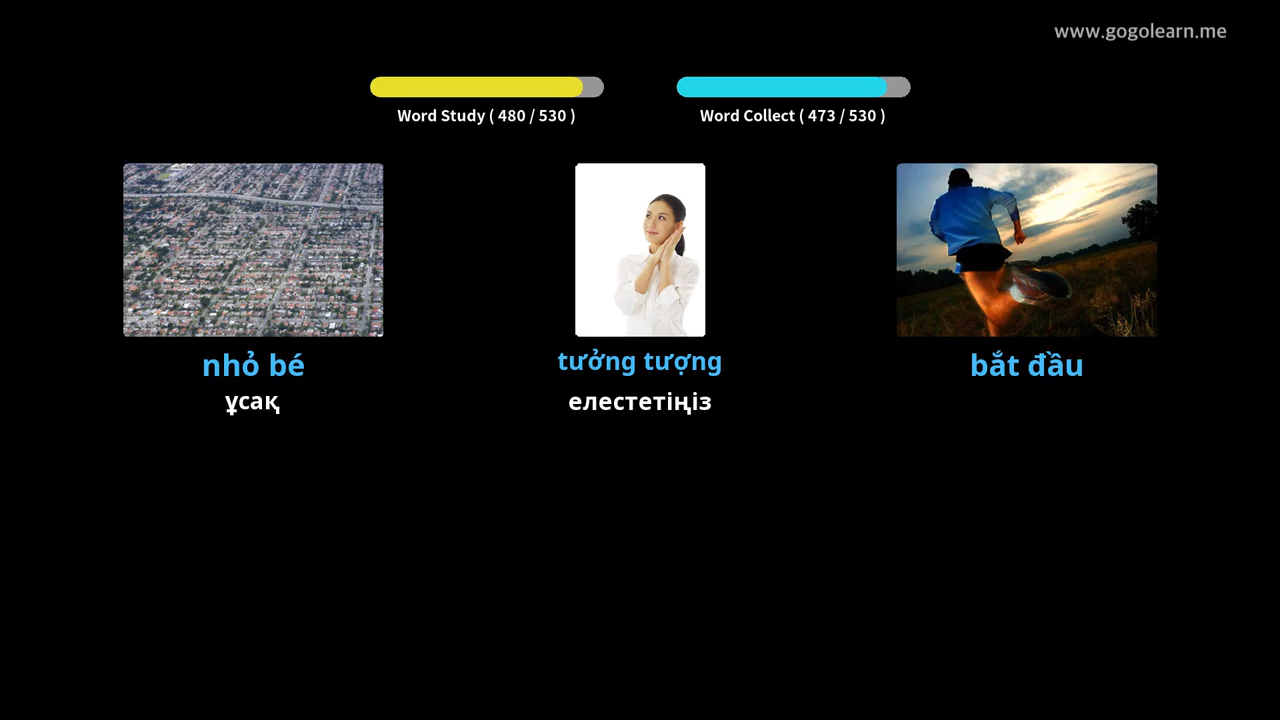 www.gogolearn.me
Word Study ( 480 / 530 )
Word Collect ( 473 / 530 )
nhỏ bé
ұсақ
tưởng tượng
елестетіңіз
bắt đầu